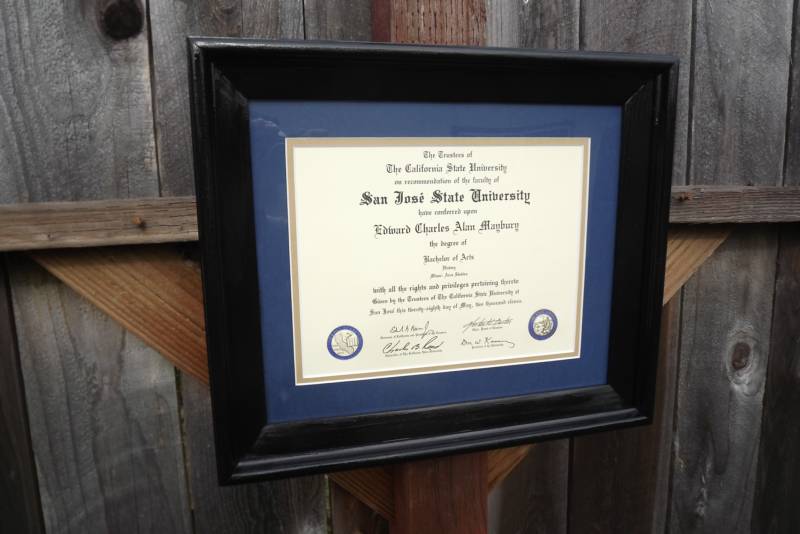 The Trustees of
The California State University
on recommendation of the faculty of
San José State University
have conferred upon
Edward Charles Alan Maybury
the degree of
Bachelor of Arts
History
Minor: Asia Studies
with all the rights and privileges pertaining thereto
Given by the Trustees of The California State University at
San José this twenty-eighth day of May, two thousand eleven